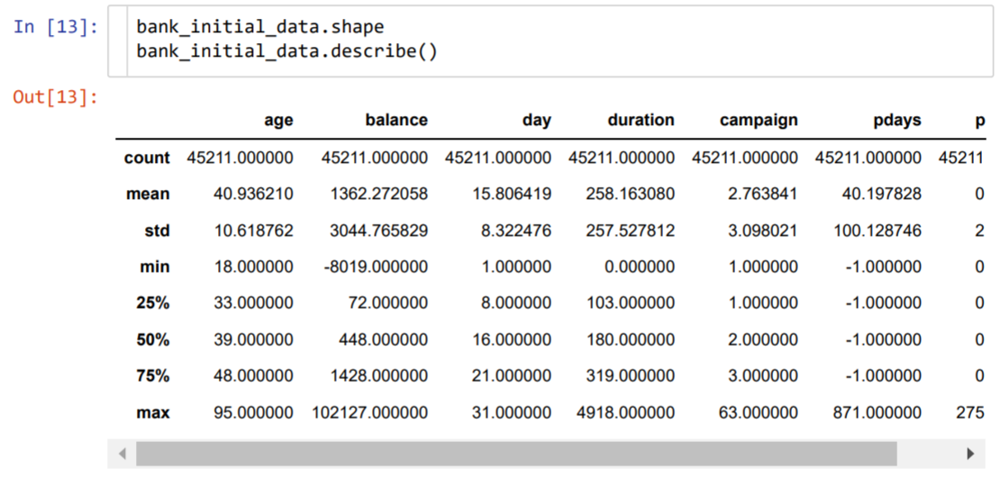 In [13]: bank_initial_data.shape
bank_initial_data.describe()
Out[13]:
age balance day duration campaign pdays p
count 45211.000000 45211.000000 45211.000000 45211.000000 45211.000000 45211.000000 45211
mean 40.936210 1362.272058 15.806419 258.163080 2.763841 40.197828 0
std 10.618762 3044.765829 8.322476 257.527812 3.098021 100.128746 2
min 18.000000 -8019.000000 1.000000 0.000000 1.000000 -1.000000 0
25% 33.000000 72.000000 8.000000 103.000000 1.000000 -1.000000 0
50% 39.000000 448.000000 16.000000 180.000000 2.000000 -1.000000 0
75% 48.000000 1428.000000 21.000000 319.000000 3.000000 -1.000000 0
max 95.000000 102127.000000 31.000000 4918.000000 63.000000 871.000000 275